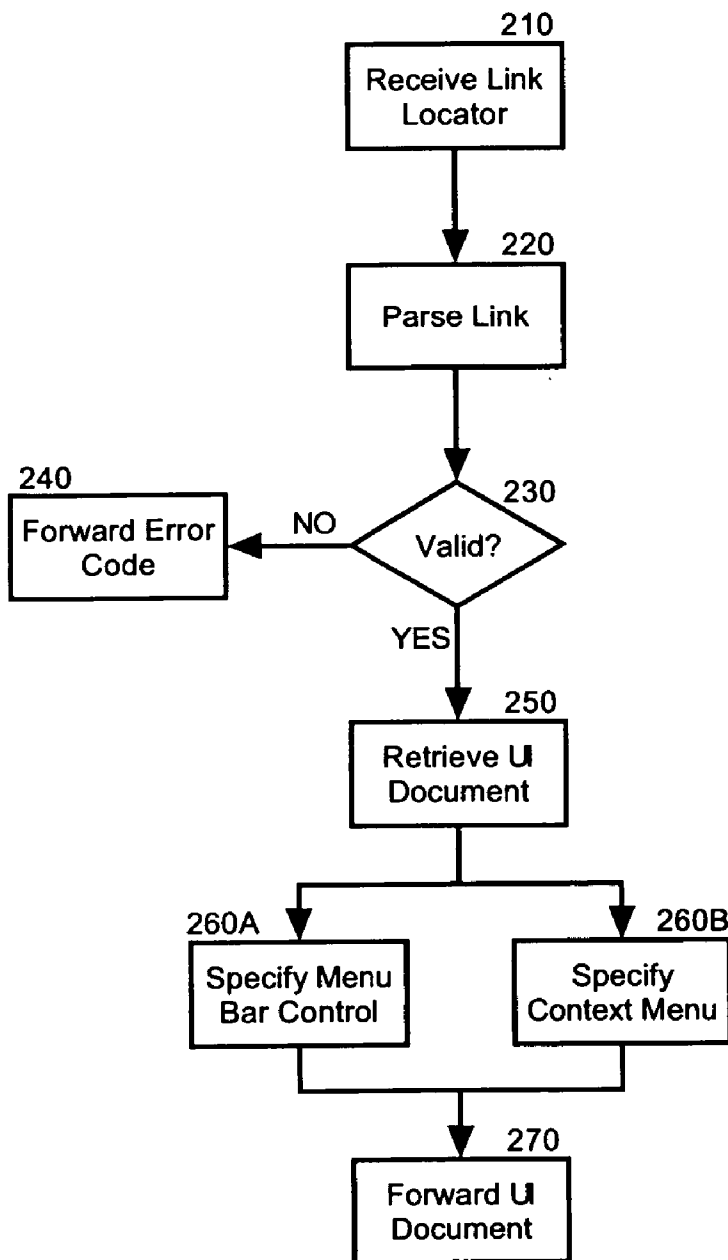 210
Receive Link
Locator
220
Parse Link
230
Valid?
NO
240
Forward Error
Code
YES
250
Retrieve UI
Document
260A
Specify Menu
Bar Control
260B
Specify
Context Menu
270
Forward UI
Document